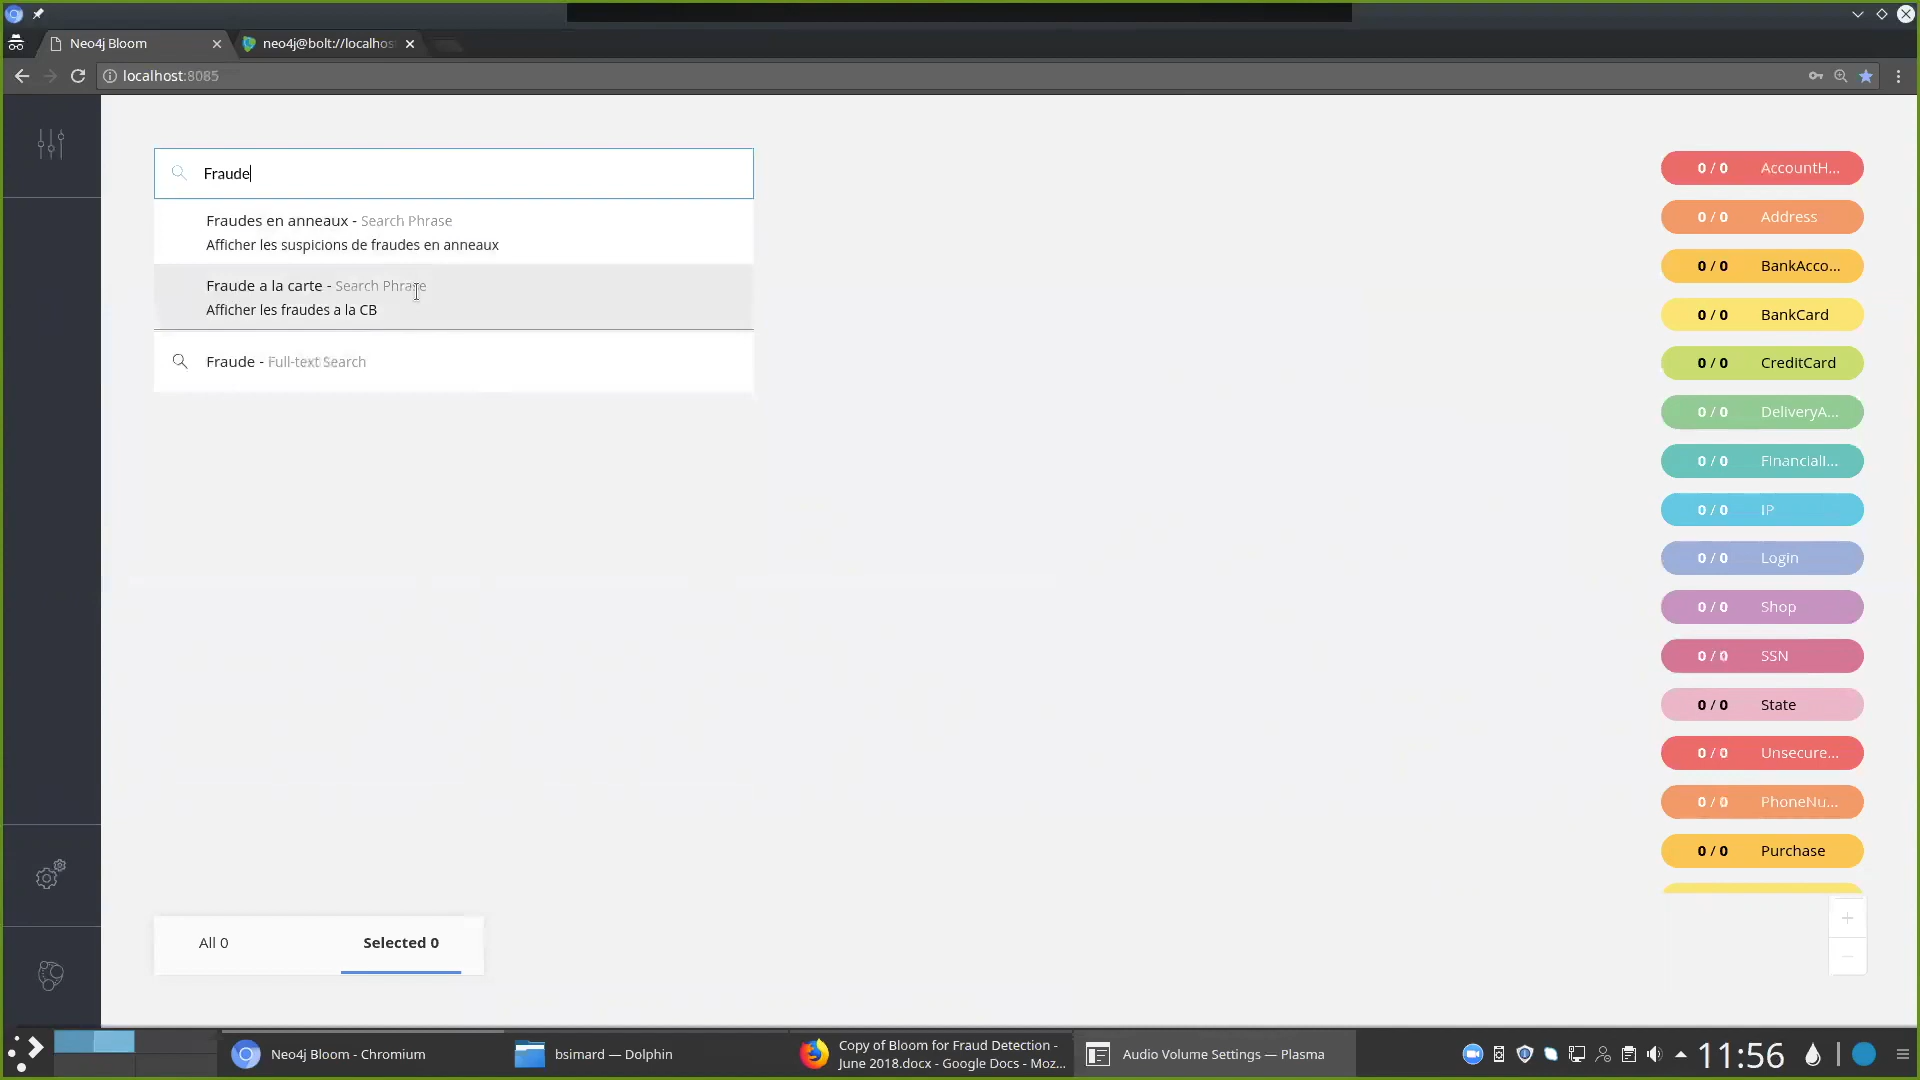 Neo4j Bloom
neo4j@bolt://localhos
localhost:8085
Fraude
Fraudes en anneaux - Search Phrase
Afficher les suspicions de fraudes en anneaux
Fraude a la carte - Search Phrase
Afficher les fraudes a la CB
Fraude - Full-text Search
0 / 0 AccountH...
0 / 0 Address
0 / 0 BankAcco...
0 / 0 BankCard
0 / 0 CreditCard
0 / 0 DeliveryA...
0 / 0 FinancialI...
0 / 0 IP
0 / 0 Login
0 / 0 Shop
0 / 0 SSN
0 / 0 State
0 / 0 Unsecure...
0 / 0 PhoneNu...
0 / 0 Purchase
All 0
Selected 0
Neo4j Bloom - Chromium
bsimard — Dolphin
Copy of Bloom for Fraud Detection -
June 2018.docx - Google Docs - Moz...
Audio Volume Settings — Plasma
11:56